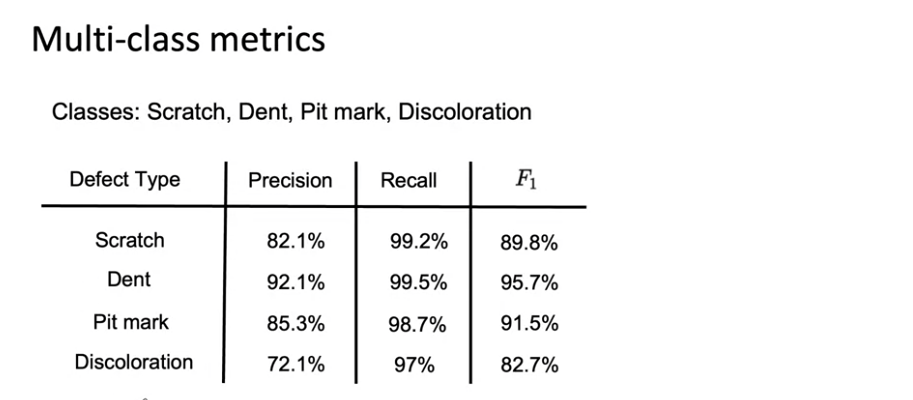 Multi-class metrics
Classes: Scratch, Dent, Pit mark, Discoloration
Defect Type Precision Recall F₁
Scratch 82.1% 99.2% 89.8%
Dent 92.1% 99.5% 95.7%
Pit mark 85.3% 98.7% 91.5%
Discoloration 72.1% 97% 82.7%